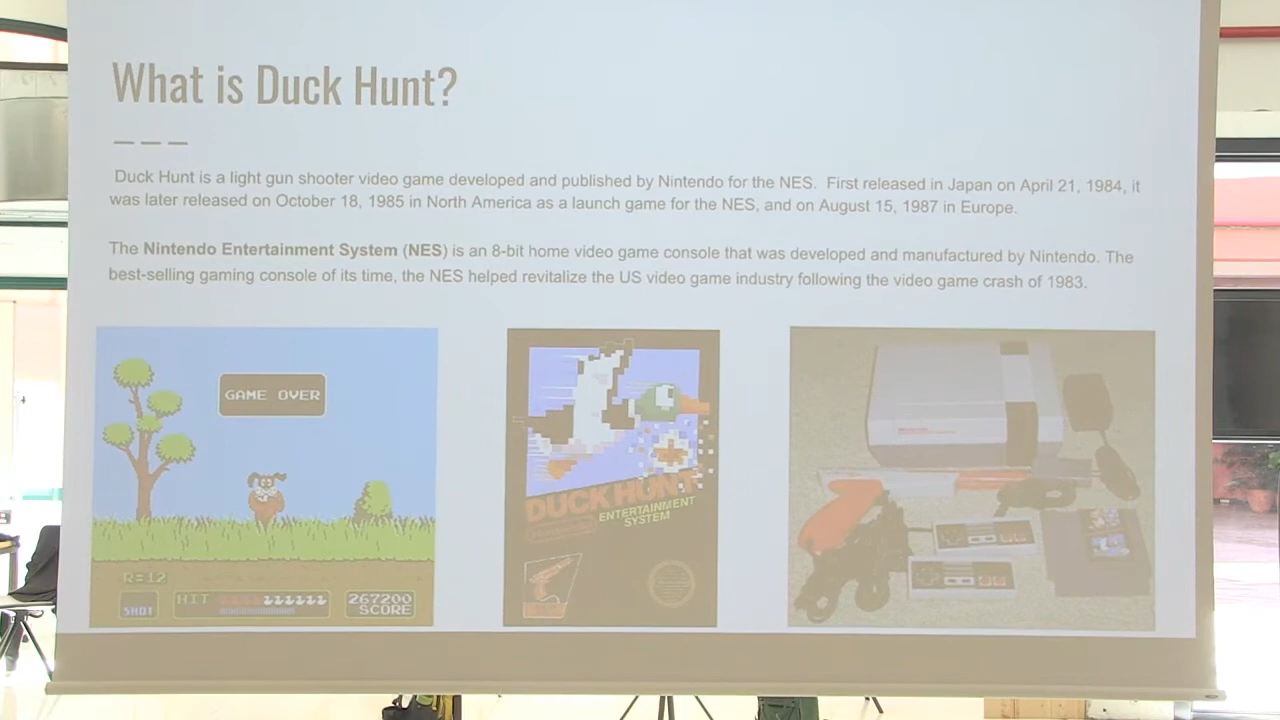 What is Duck Hunt?
Duck Hunt is a light gun shooter video game developed and published by Nintendo for the NES. First released in Japan on April 21, 1984, it
was later released on October 18, 1985 in North America as a launch game for the NES, and on August 15, 1987 in Europe.
The Nintendo Entertainment System (NES) is an 8-bit home video game console that was developed and manufactured by Nintendo. The
best-selling gaming console of its time, the NES helped revitalize the US video game industry following the video game crash of 1983.
GAME OVER
R=12
SHOT
HIT
267200
SCORE
DUCK HUNT
ENTERTAINMENT
SYSTEM